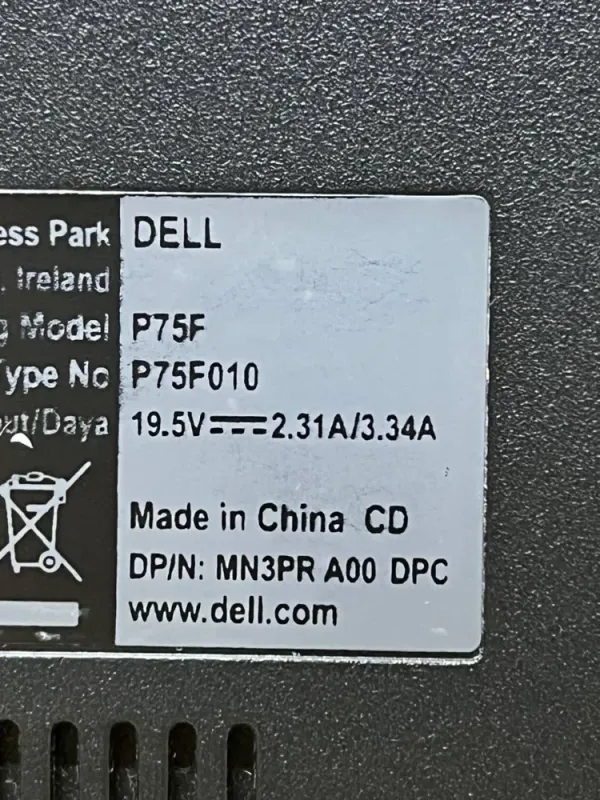 ess Park DELL
. Ireland
g Model P75F
Type No P75F010
ut/Daya 19.5V⎓2.31A/3.34A
Made in China CD
DP/N: MN3PR A00 DPC
www.dell.com